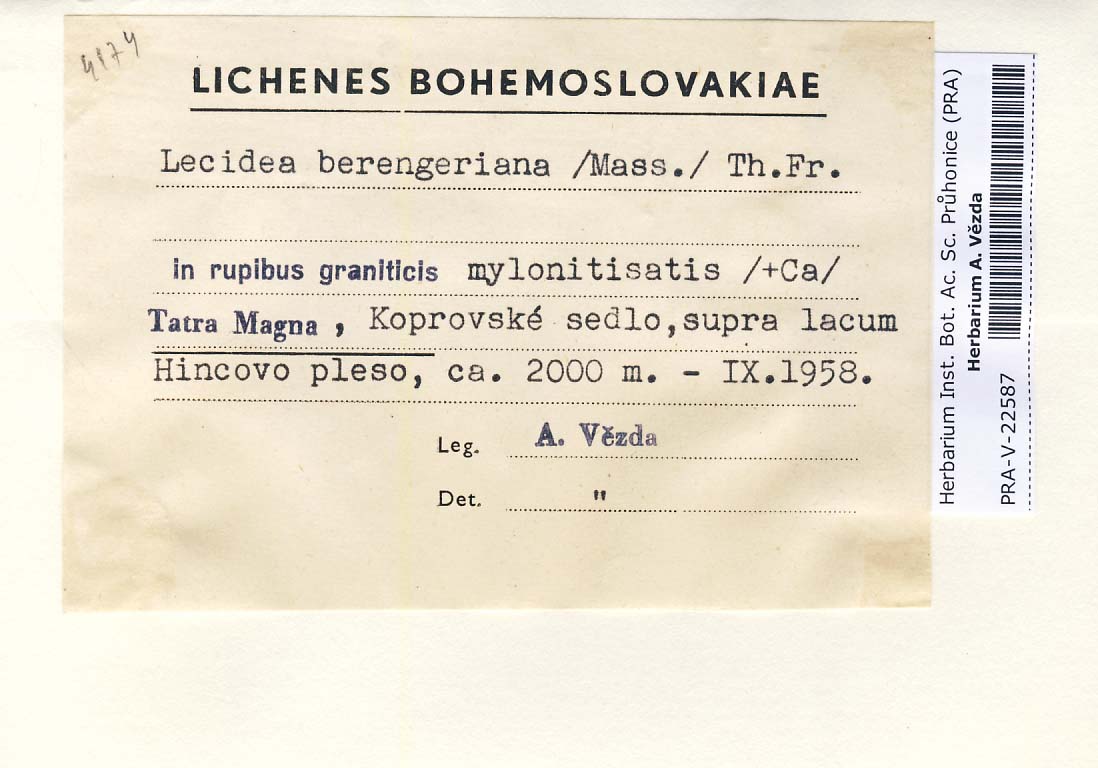 4174
LICHENES BOHEMOSLOVAKIAE
Lecidea berengeriana /Mass./ Th.Fr.
in rupibus graniticis mylonitisatis /+Ca/
Tatra Magna , Koprovské sedlo,supra lacum
Hincovo pleso, ca. 2000 m. - IX.1958.
Leg. A. Vězda
Det. "
Herbarium Inst. Bot. Ac. Sc. Průhonice (PRA)
Herbarium A. Vězda
PRA-V-22587